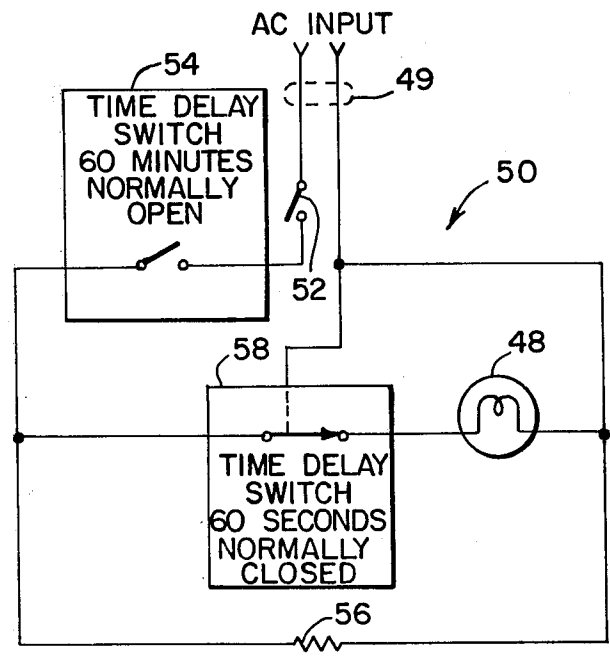 AC INPUT
54
49
TIME DELAY
SWITCH
60 MINUTES
NORMALLY
OPEN
50
52
58
48
TIME DELAY
SWITCH
60 SECONDS
NORMALLY
CLOSED
56